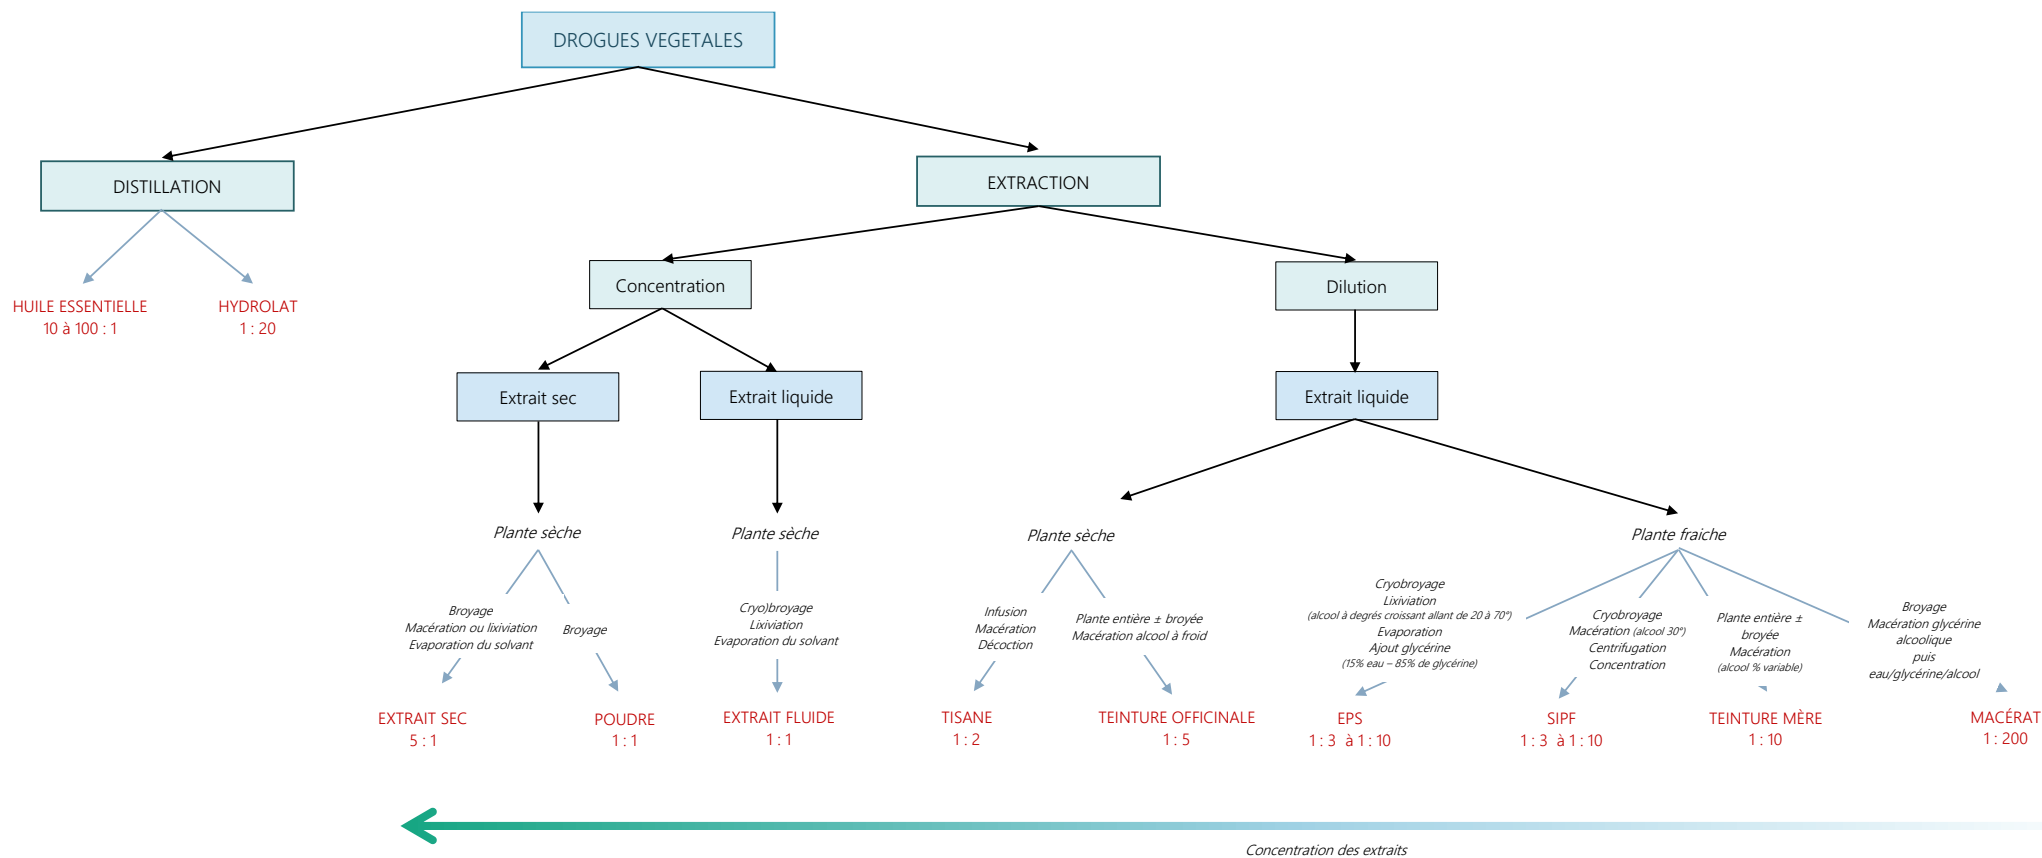 DROGUES VEGETALES
DISTILLATION
EXTRACTION
HUILE ESSENTIELLE
10 à 100 : 1
HYDROLAT
1 : 20
Concentration
Dilution
Extrait sec
Extrait liquide
Extrait liquide
Plante sèche
Plante sèche
Plante sèche
Plante fraiche
Broyage
Macération ou lixiviation
Evaporation du solvant
Broyage
Cryo)broyage
Lixiviation
Evaporation du solvant
Infusion
Macération
Décoction
Plante entière ± broyée
Macération alcool à froid
Cryobroyage
Lixiviation
(alcool à degrés croissant allant de 20 à 70°)
Evaporation
Ajout glycérine
(15% eau – 85% de glycérine)
Cryobroyage
Macération (alcool 30°)
Centrifugation
Concentration
Plante entière ±
broyée
Macération
(alcool % variable)
Broyage
Macération glycérine
alcoolique
puis
eau/glycérine/alcool
EXTRAIT SEC
5 : 1
POUDRE
1 : 1
EXTRAIT FLUIDE
1 : 1
TISANE
1 : 2
TEINTURE OFFICINALE
1 : 5
EPS
1 : 3 à 1 : 10
SIPF
1 : 3 à 1 : 10
TEINTURE MÈRE
1 : 10
MACÉRAT
1 : 200
Concentration des extraits